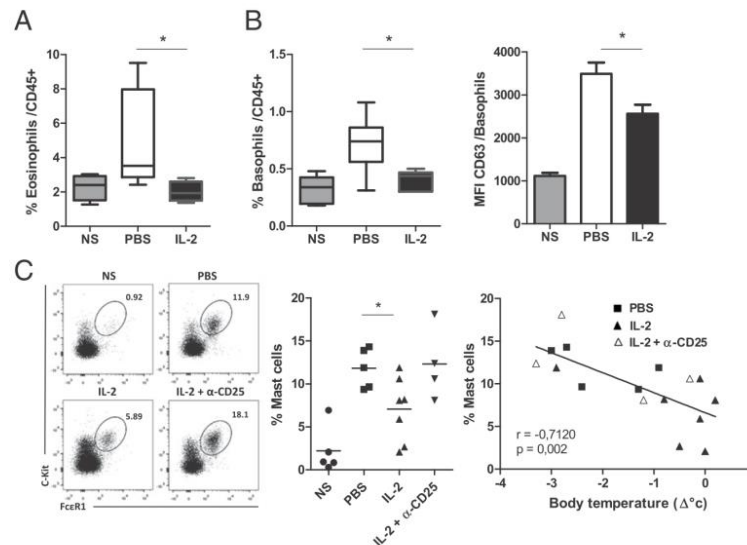 A
% Eosinophils /CD45+
10
8
6
4
2
0
*
NS PBS IL-2
B
% Basophils /CD45+
1.5
1.0
0.5
0.0
*
NS PBS IL-2
MFI CD63 /Basophils
4000
3000
2000
1000
0
*
NS PBS IL-2
C
NS PBS
0.92 11.9
IL-2 IL-2 + α-CD25
5.89 18.1
C-Kit
FcεR1
% Mast cells
20
15
10
5
0
*
NS PBS IL-2 IL-2 + α-CD25
% Mast cells
20
15
10
5
0
■ PBS
▲ IL-2
△ IL-2 + α-CD25
r = -0,7120
p = 0,002
-4 -3 -2 -1 0 1
Body temperature (Δ°c)